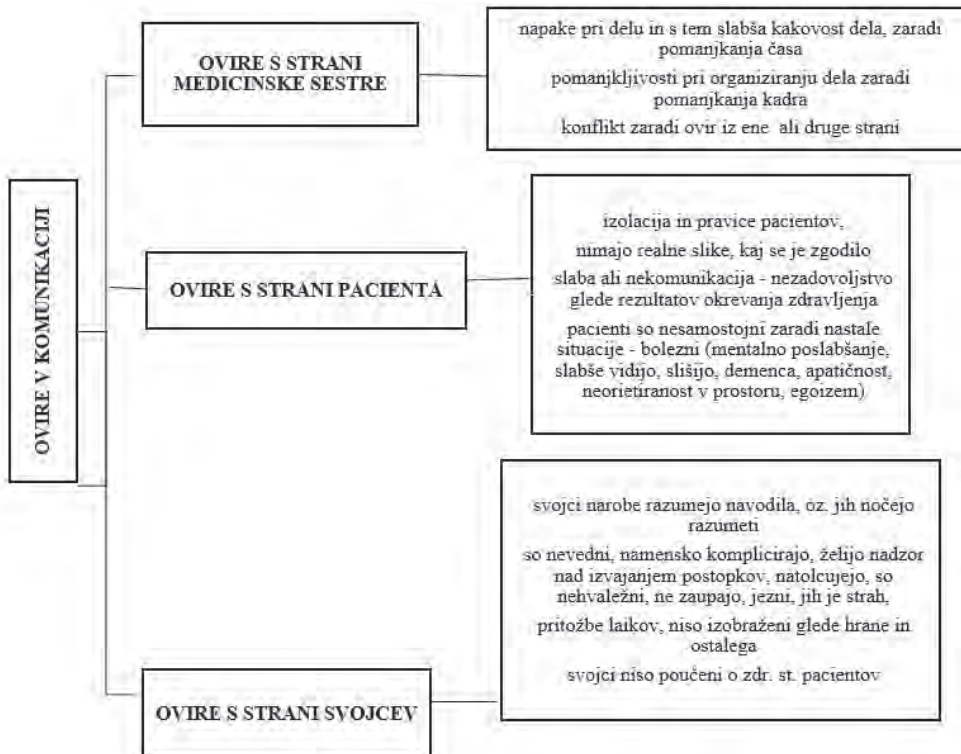 OVIRE V KOMUNIKACIJI
OVIRE S STRANI
MEDICINSKE SESTRE
napake pri delu in s tem slabša kakovost dela, zaradi
pomanjkanja časa
pomanjkljivosti pri organiziranju dela zaradi
pomanjkanja kadra
konflikt zaradi ovir iz ene ali druge strani
OVIRE S STRANI PACIENTA
izolacija in pravice pacientov,
nimajo realne slike, kaj se je zgodilo
slaba ali nekomunikacija - nezadovoljstvo
glede rezultatov okrevanja zdravljenja
pacienti so nesamostojni zaradi nastale
situacije - bolezni (mentalno poslabšanje,
slabše vidijo, slišijo, demenca, apatičnost,
neorietiranost v prostoru, egoizem)
OVIRE S STRANI SVOJCEV
svojci narobe razumejo navodila, oz. jih nočejo
razumeti
so nevedni, namensko komplicirajo, želijo nadzor
nad izvajanjem postopkov, natolcujejo, so
nehvaležni, ne zaupajo, jezni, jih je strah,
pritožbe laikov, niso izobraženi glede hrane in
ostalega
svojci niso poučeni o zdr. st. pacientov